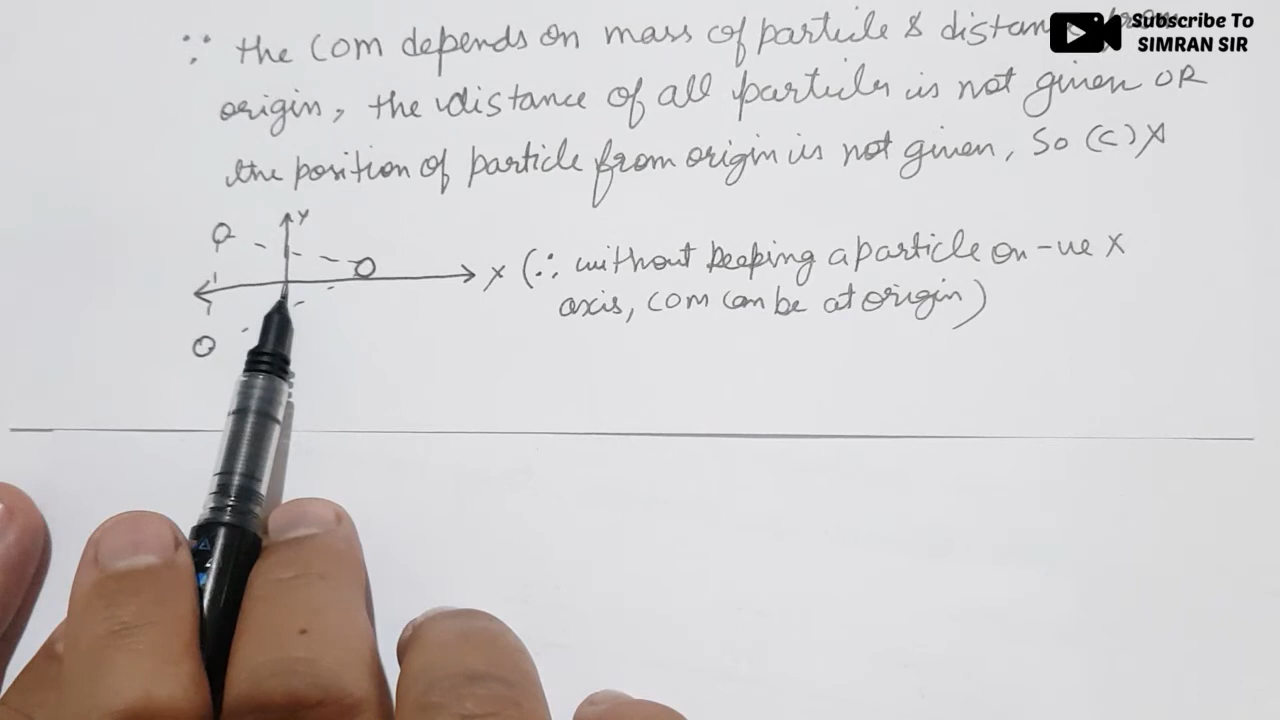 ∵ the COM depends on mass of particle & distance from
origin, the distance of all particles is not given OR
the position of particle from origin is not given, So (C) X
Y
X (∵ without keeping a particle on -ve X
axis, COM can be at origin)
Subscribe To
SIMRAN SIR